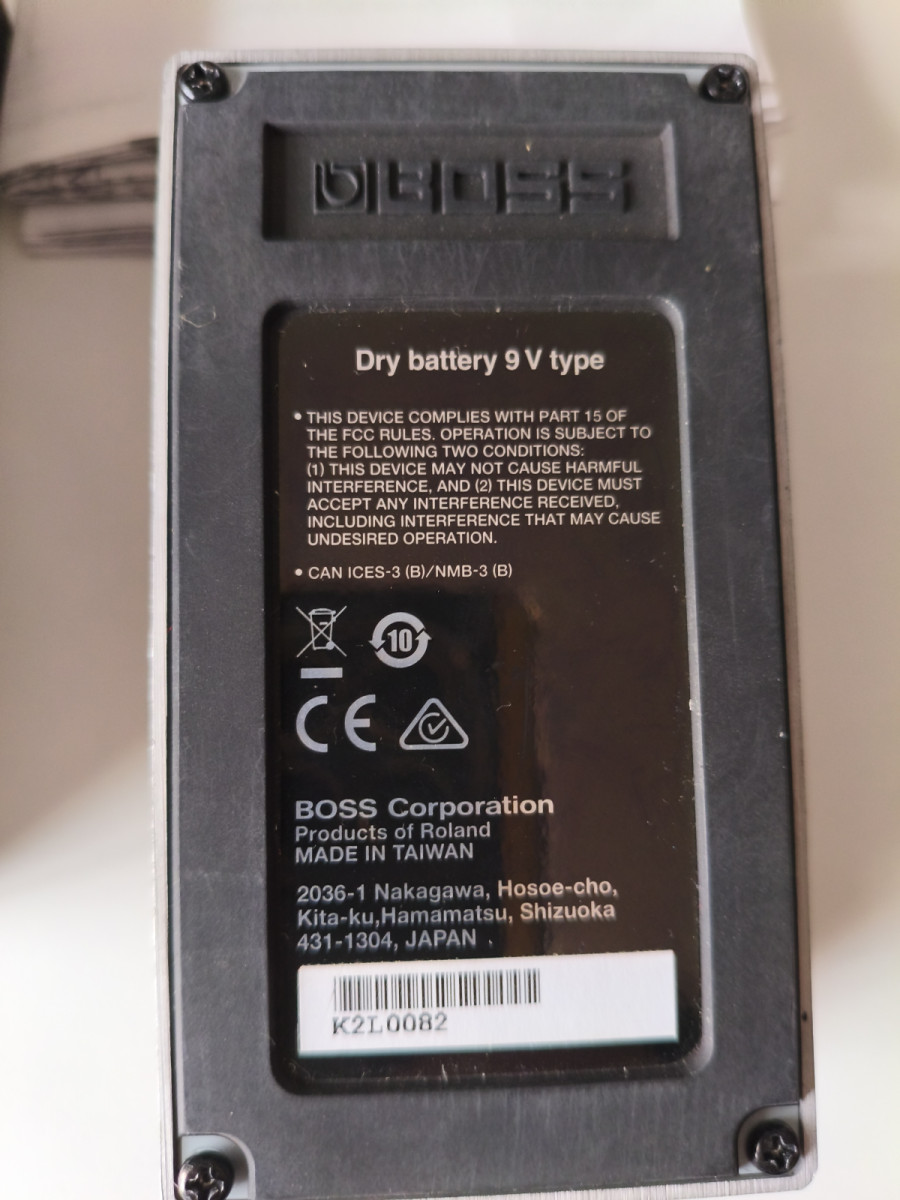 BOSS
Dry battery 9 V type
• THIS DEVICE COMPLIES WITH PART 15 OF
THE FCC RULES. OPERATION IS SUBJECT TO
THE FOLLOWING TWO CONDITIONS:
(1) THIS DEVICE MAY NOT CAUSE HARMFUL
INTERFERENCE, AND (2) THIS DEVICE MUST
ACCEPT ANY INTERFERENCE RECEIVED,
INCLUDING INTERFERENCE THAT MAY CAUSE
UNDESIRED OPERATION.
• CAN ICES-3 (B)/NMB-3 (B)
10
CE
BOSS Corporation
Products of Roland
MADE IN TAIWAN
2036-1 Nakagawa, Hosoe-cho,
Kita-ku,Hamamatsu, Shizuoka
431-1304, JAPAN
K2L0082